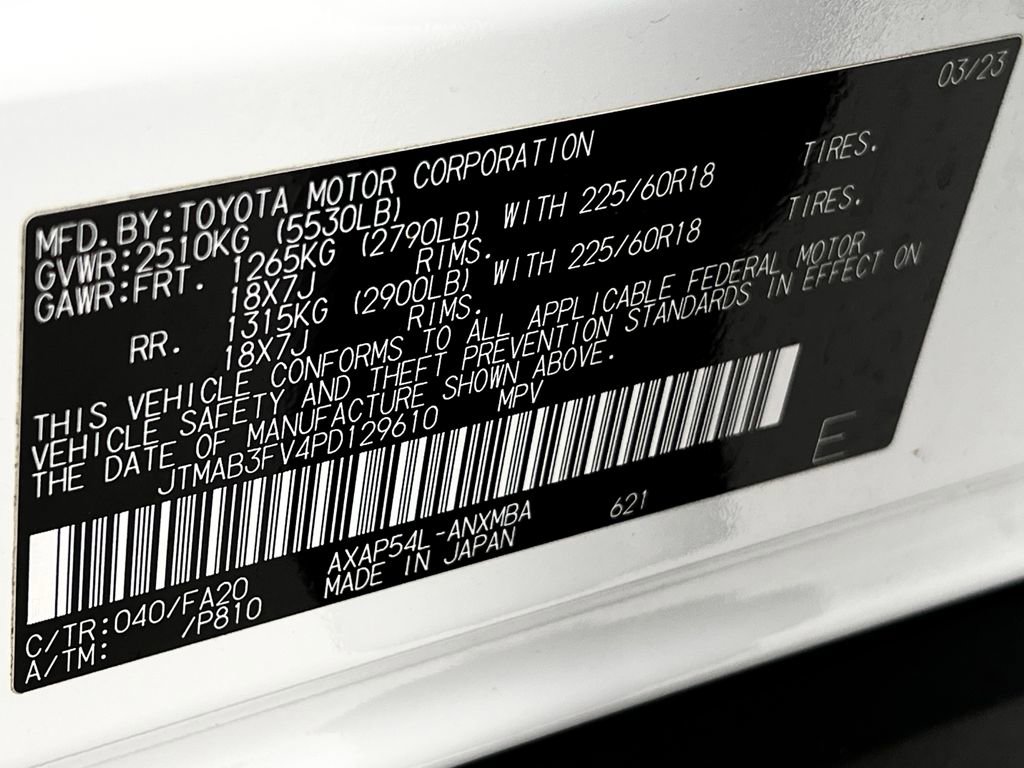 03/23
MFD.BY:TOYOTA MOTOR CORPORATION
GVWR:2510KG (5530LB)
GAWR:FRT. 1265KG (2790LB) WITH 225/60R18 TIRES.
18X7J RIMS.
RR. 1315KG (2900LB) WITH 225/60R18 TIRES.
18X7J RIMS.
THIS VEHICLE CONFORMS TO ALL APPLICABLE FEDERAL MOTOR
VEHICLE SAFETY AND THEFT PREVENTION STANDARDS IN EFFECT ON
THE DATE OF MANUFACTURE SHOWN ABOVE.
JTMAB3FV4PD129610 MPV
E
AXAP54L-ANXMBA 621
MADE IN JAPAN
C/TR:040/FA20
A/TM: /P810